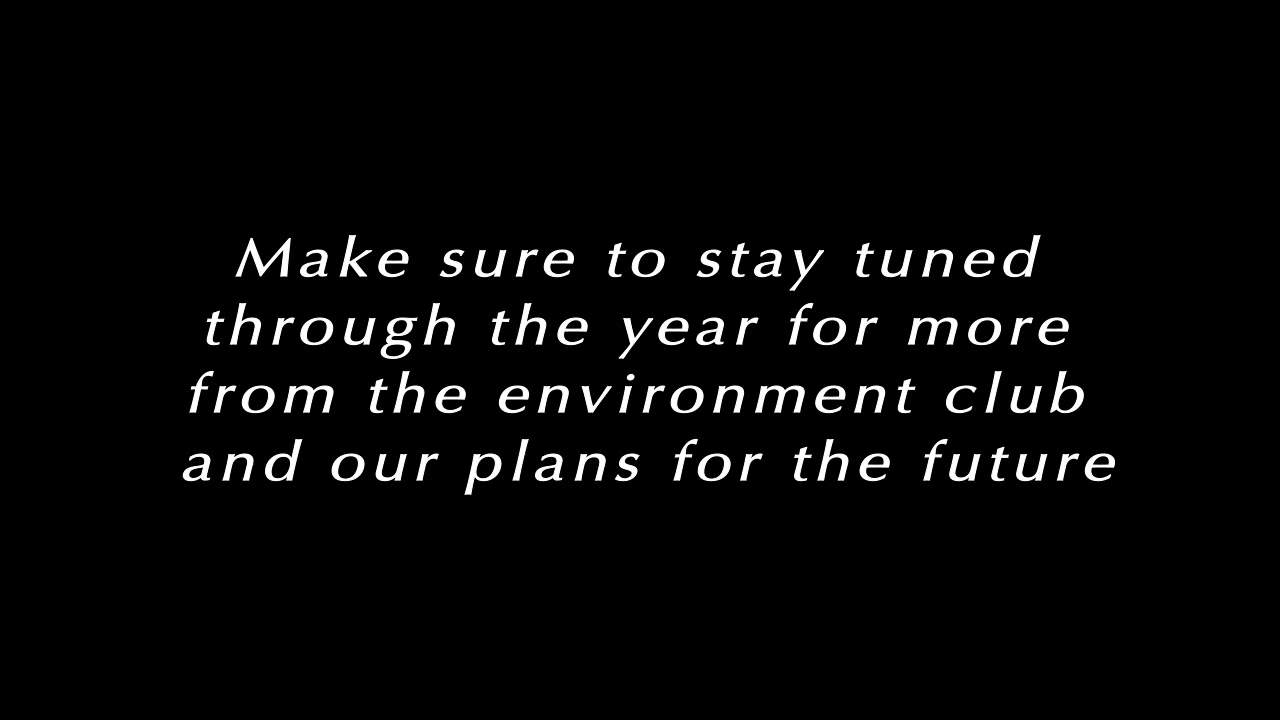 Make sure to stay tuned
through the year for more
from the environment club
and our plans for the future